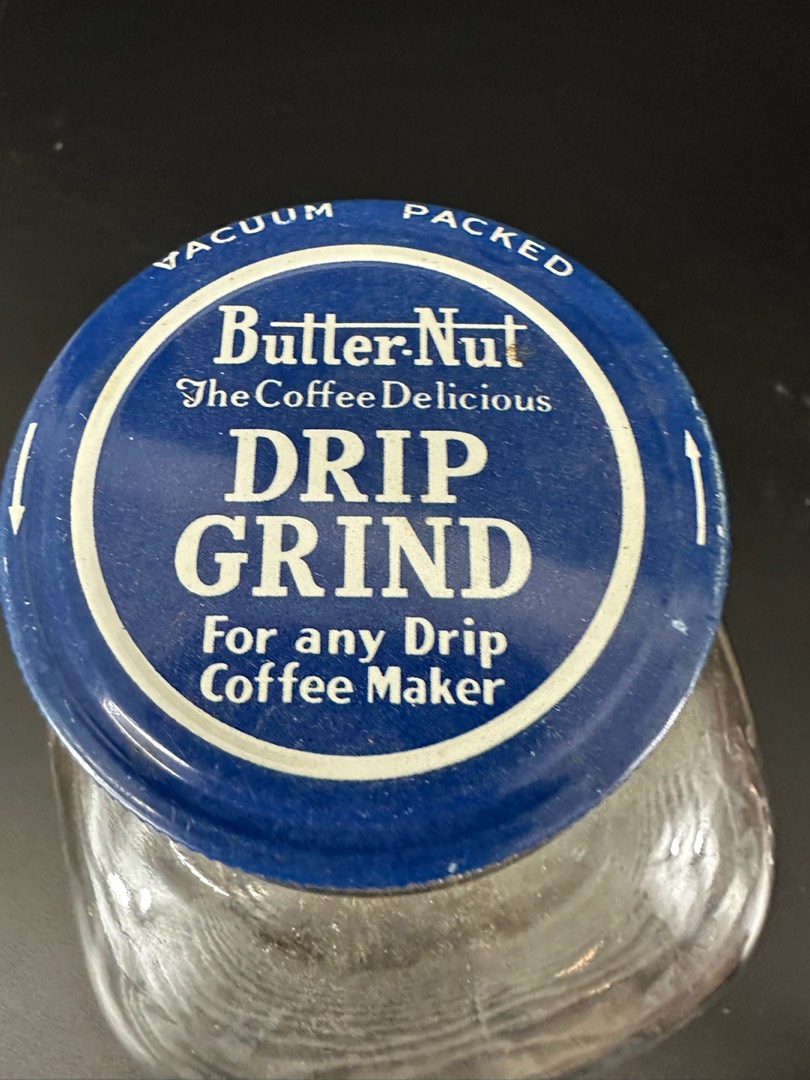 VACUUM PACKED
Butter-Nut
The Coffee Delicious
DRIP
GRIND
For any Drip
Coffee Maker